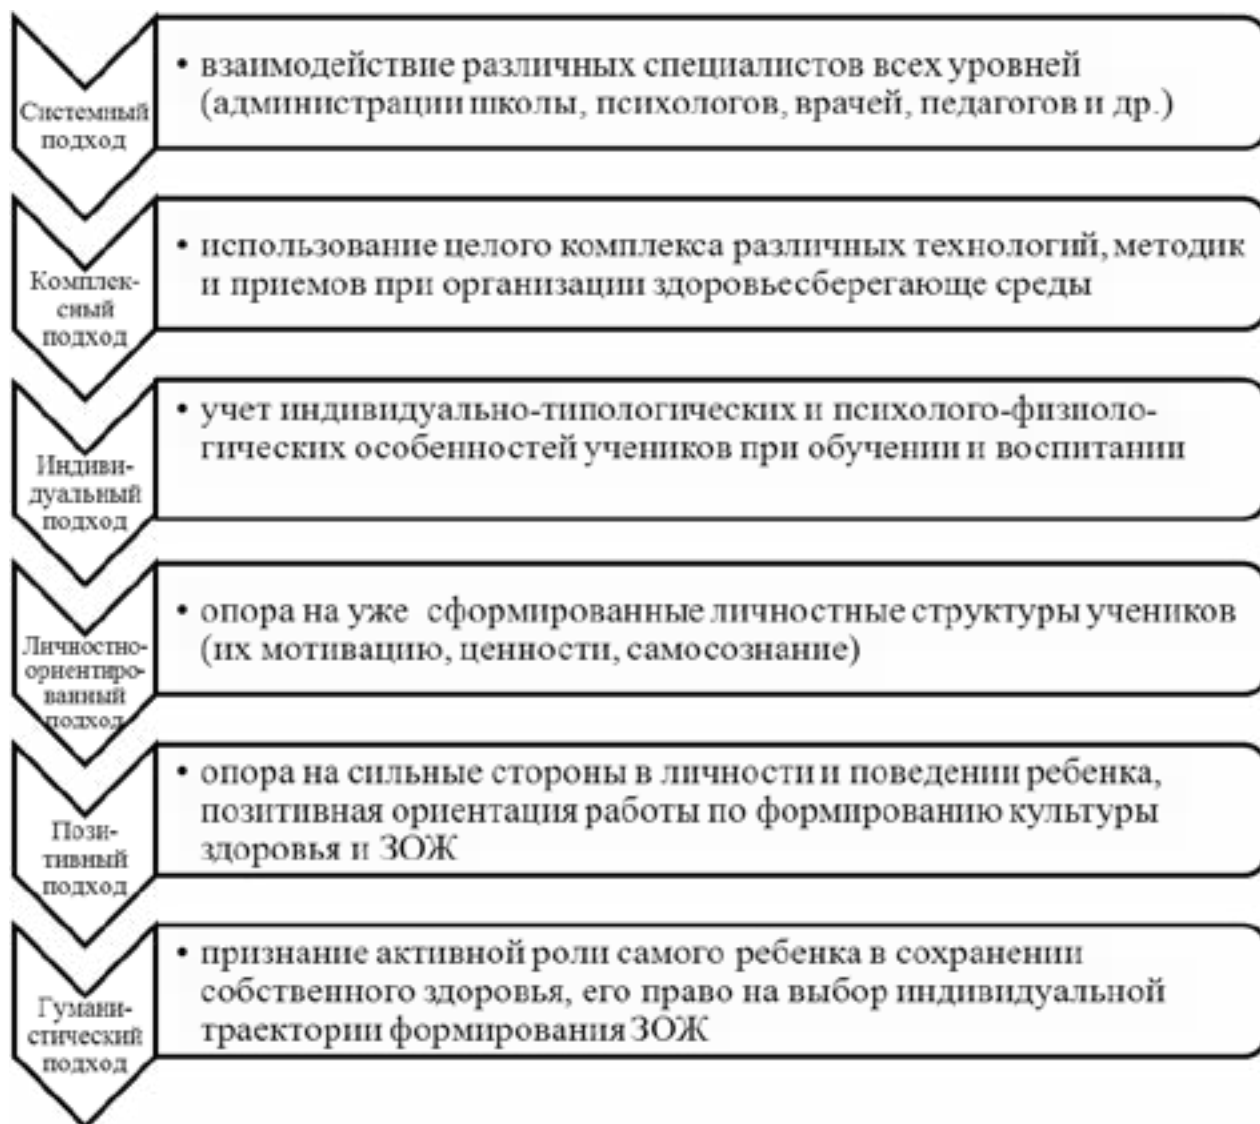 Системный
подход
• взаимодействие различных специалистов всех уровней
(администрации школы, психологов, врачей, педагогов и др.)
Комплек-
сный
подход
• использование целого комплекса различных технологий, методик
и приемов при организации здоровьесберегающе среды
Индиви-
дуальный
подход
• учет индивидуально-типологических и психолого-физиоло-
гических особенностей учеников при обучении и воспитании
Личностно-
ориентиро-
ванный
подход
• опора на уже сформированные личностные структуры учеников
(их мотивацию, ценности, самосознание)
Пози-
тивный
подход
• опора на сильные стороны в личности и поведении ребенка,
позитивная ориентация работы по формированию культуры
здоровья и ЗОЖ
Гумани-
стический
подход
• признание активной роли самого ребенка в сохранении
собственного здоровья, его право на выбор индивидуальной
траектории формирования ЗОЖ